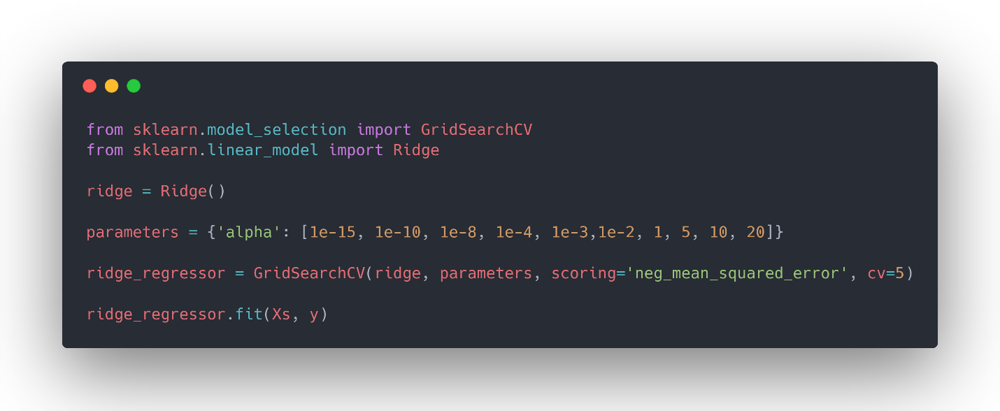 from sklearn.model_selection import GridSearchCV
from sklearn.linear_model import Ridge
ridge = Ridge()
parameters = {'alpha': [1e-15, 1e-10, 1e-8, 1e-4, 1e-3,1e-2, 1, 5, 10, 20]}
ridge_regressor = GridSearchCV(ridge, parameters, scoring='neg_mean_squared_error', cv=5)
ridge_regressor.fit(Xs, y)